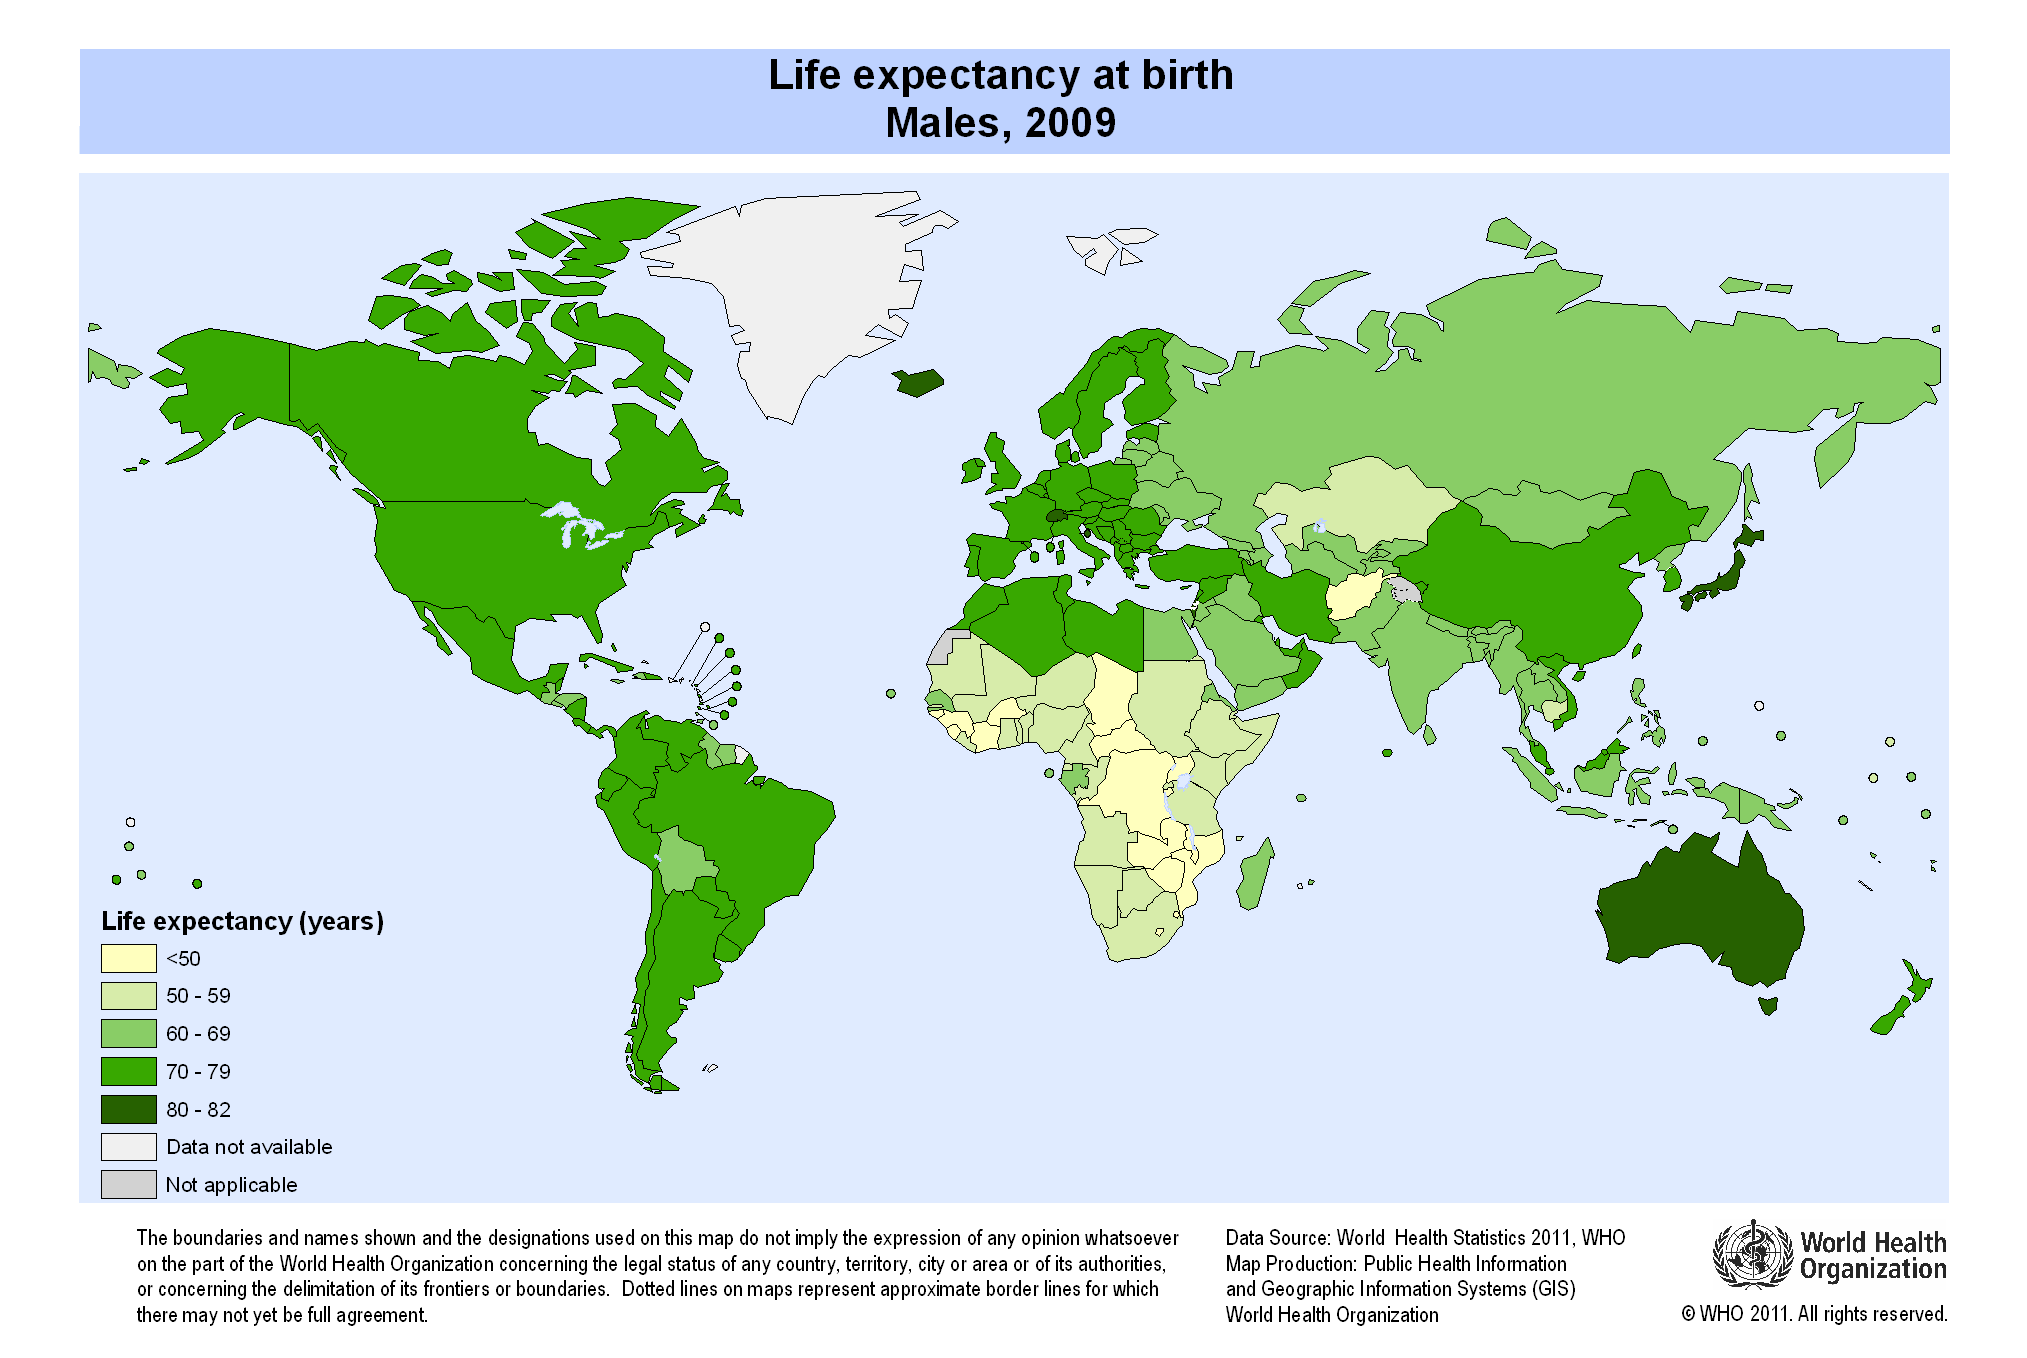 Life expectancy at birth
Males, 2009
Life expectancy (years)
<50
50 - 59
60 - 69
70 - 79
80 - 82
Data not available
Not applicable
The boundaries and names shown and the designations used on this map do not imply the expression of any opinion whatsoever
on the part of the World Health Organization concerning the legal status of any country, territory, city or area or of its authorities,
or concerning the delimitation of its frontiers or boundaries.  Dotted lines on maps represent approximate border lines for which
there may not yet be full agreement.
Data Source: World  Health Statistics 2011, WHO
Map Production: Public Health Information
and Geographic Information Systems (GIS)
World Health Organization
World Health
Organization
© WHO 2011. All rights reserved.